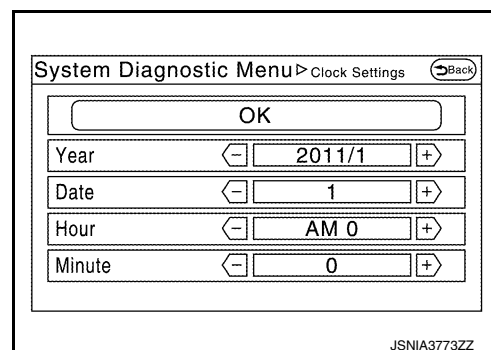 System Diagnostic Menu▷Clock Settings Back
OK
Year - 2011/1 +
Date - 1 +
Hour - AM 0 +
Minute - 0 +
JSNIA3773ZZ